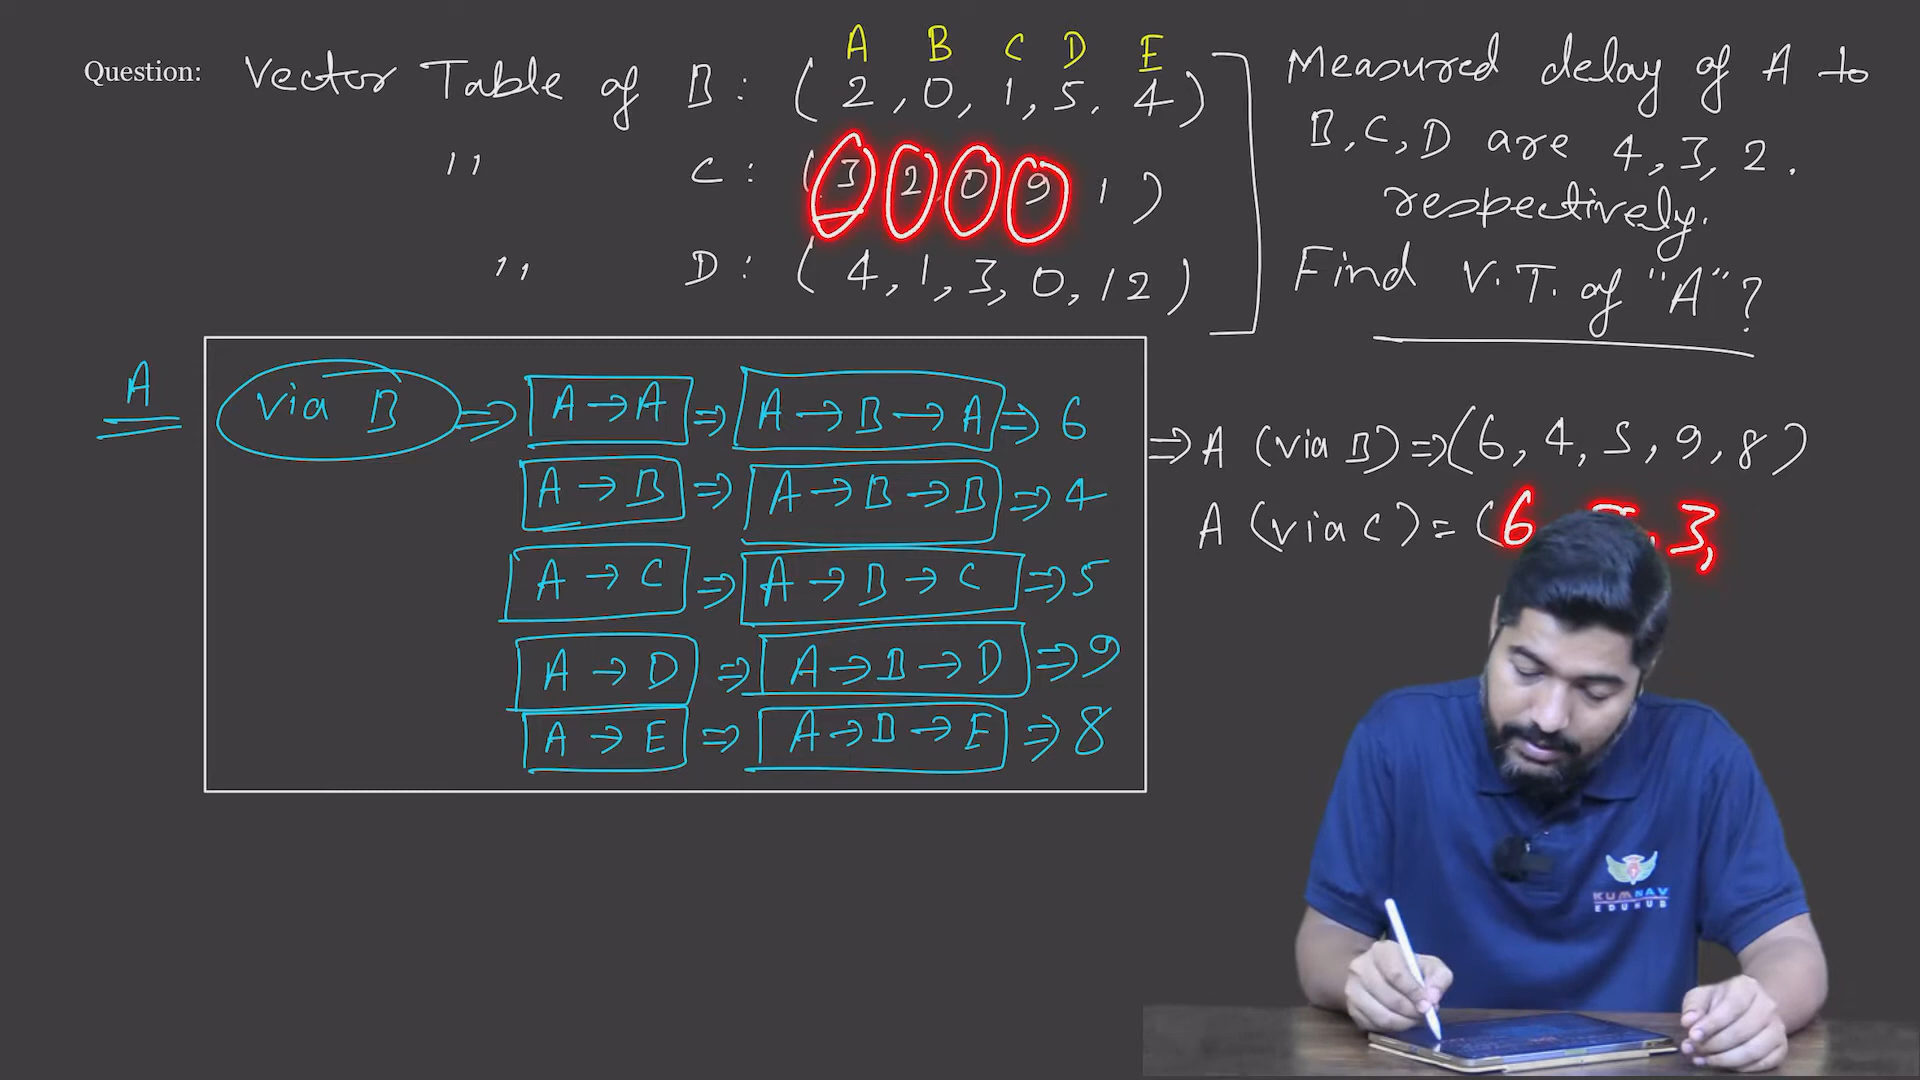 A B C D E
Question: Vector Table of B : ( 2 , 0 , 1 , 5 , 4 )
" C : ( 3 2 0 9 1 )
" D : ( 4 , 1 , 3 , 0 , 12 )
Measured delay of A to
B, C, D are 4, 3, 2.
respectively.
Find V.T. of "A"?
A
via B ⇒ A → A ⇒ A → B → A ⇒ 6
A → B ⇒ A → B → B ⇒ 4
A → C ⇒ A → B → C ⇒ 5
A → D ⇒ A → B → D ⇒ 9
A → E ⇒ A → B → E ⇒ 8
⇒ A (via B) ⇒ (6, 4, 5, 9, 8)
A (via C) = (6 , 3,
KUMNAV
EDUHUB